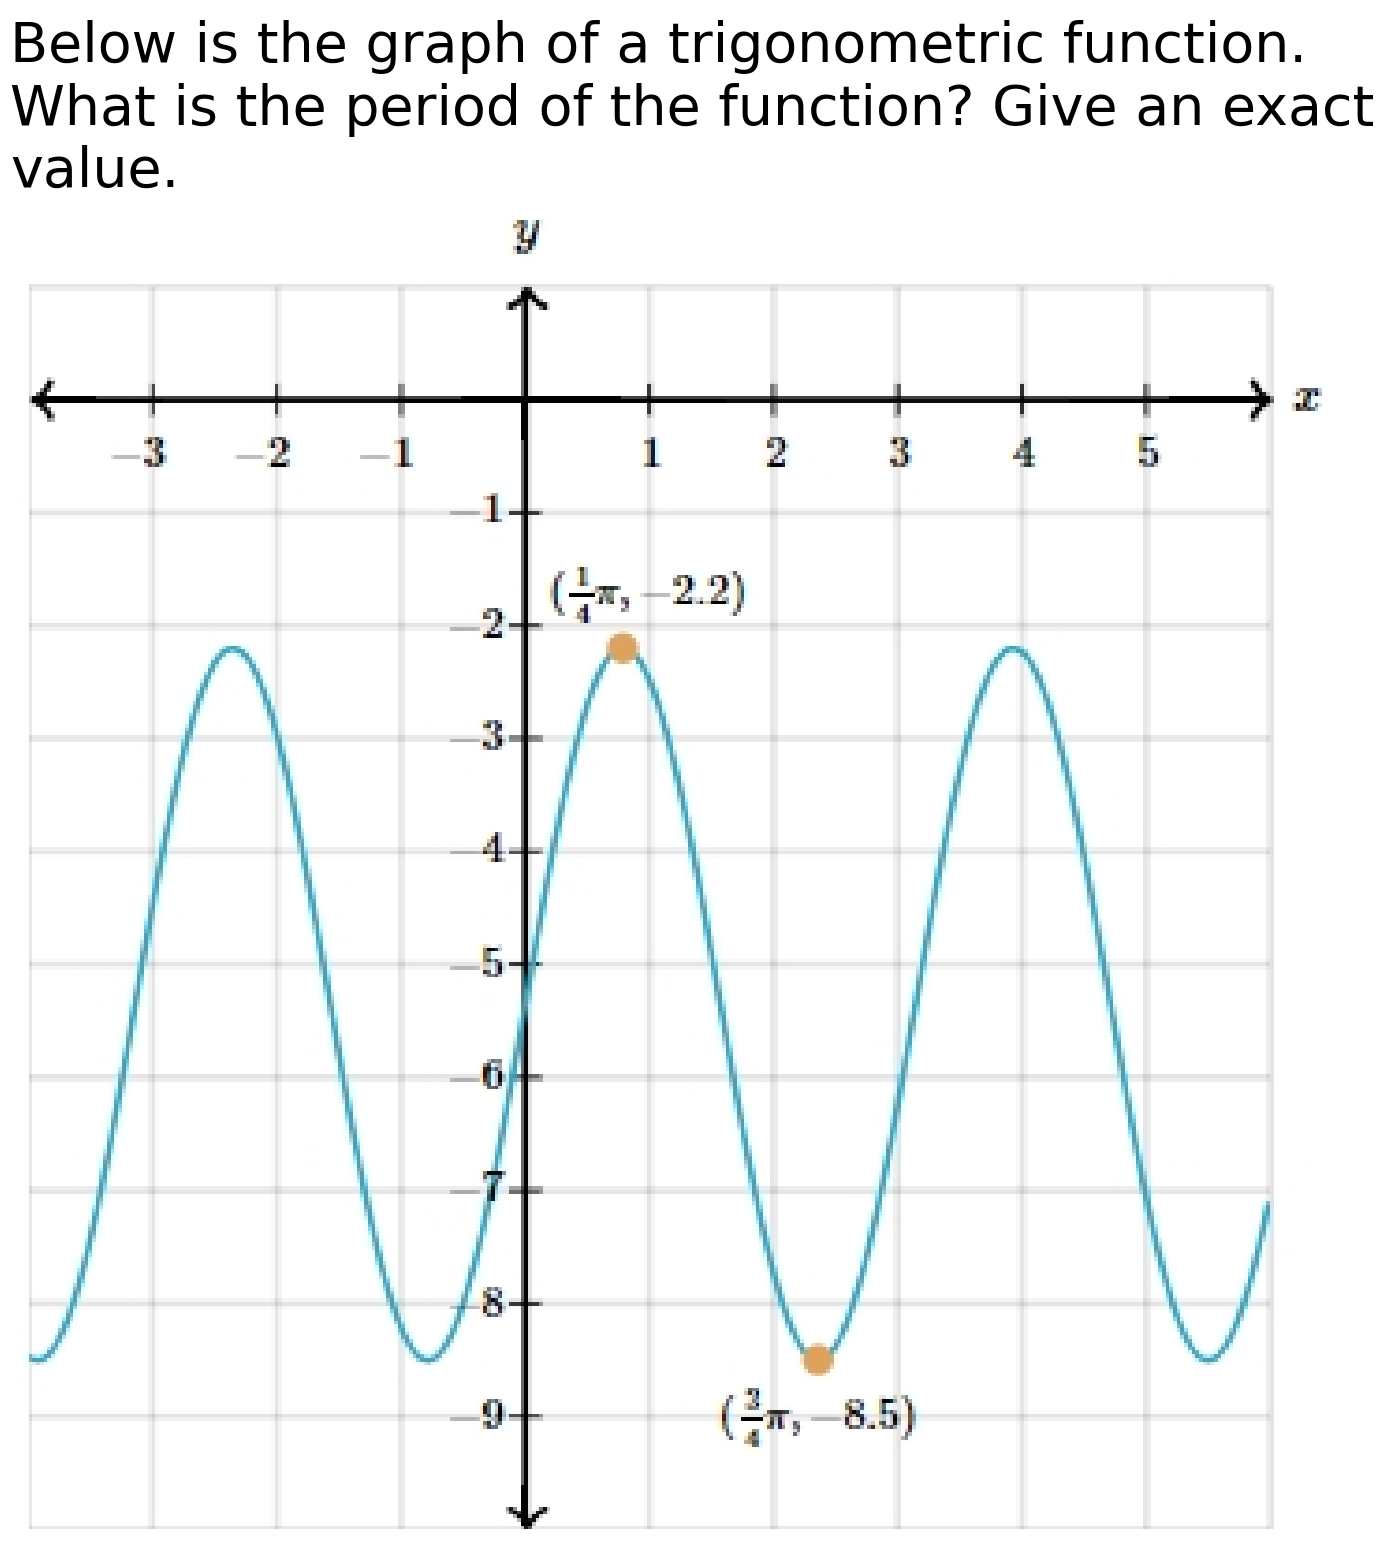 Below is the graph of a trigonometric function.
What is the period of the function? Give an exact
value.
y
x
−3 −2 −1 1 2 3 4 5
−1
(1/4 π, −2.2)
−2
−3
−4
−5
−6
−7
−8
−9
(3/4 π, −8.5)